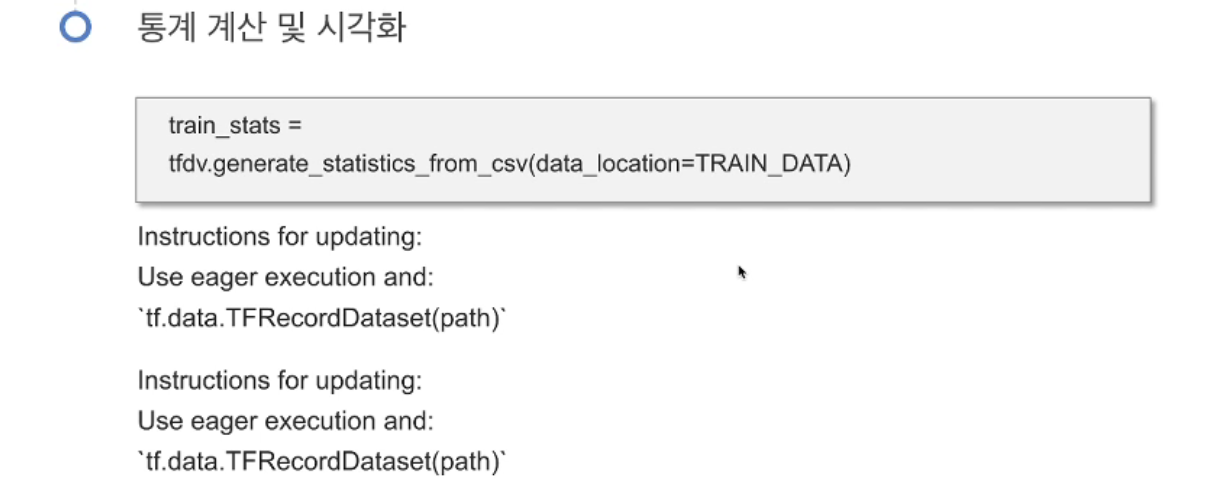 통계 계산 및 시각화
train_stats =
tfdv.generate_statistics_from_csv(data_location=TRAIN_DATA)
Instructions for updating:
Use eager execution and:
`tf.data.TFRecordDataset(path)`
Instructions for updating:
Use eager execution and:
`tf.data.TFRecordDataset(path)`